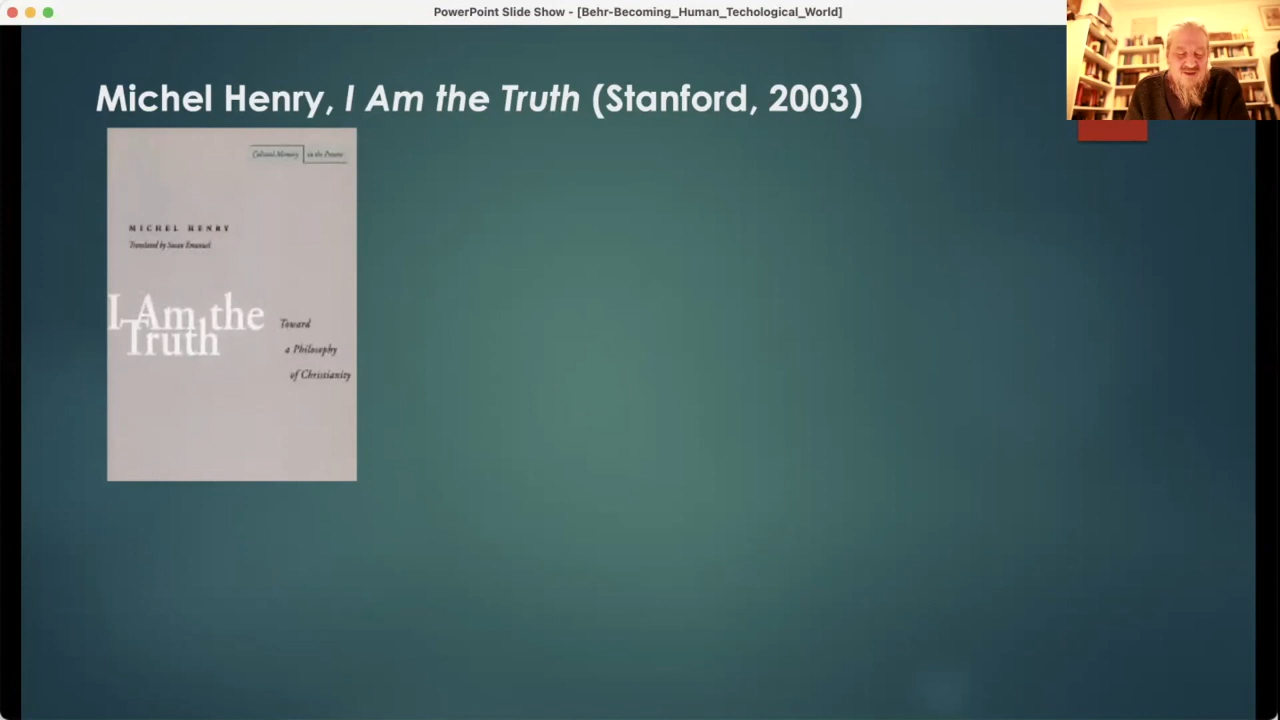 PowerPoint Slide Show - [Behr-Becoming_Human_Techological_World]
Michel Henry, I Am the Truth (Stanford, 2003)
Cultural Memory in the Present
MICHEL HENRY
Translated by Susan Emanuel
I Am the
Truth
Toward
a Philosophy
of Christianity